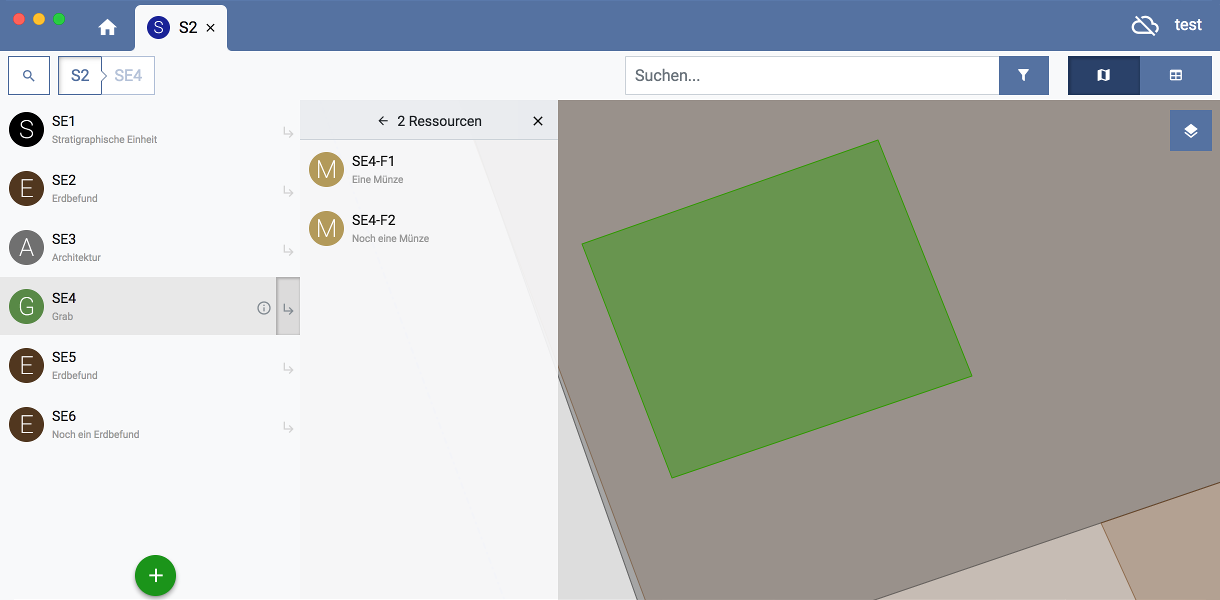 S S2
test
S2 SE4
Suchen...
S SE1
Stratigraphische Einheit
E SE2
Erdbefund
A SE3
Architektur
G SE4
Grab
E SE5
Erdbefund
E SE6
Noch ein Erdbefund
2 Ressourcen
M SE4-F1
Eine Münze
M SE4-F2
Noch eine Münze